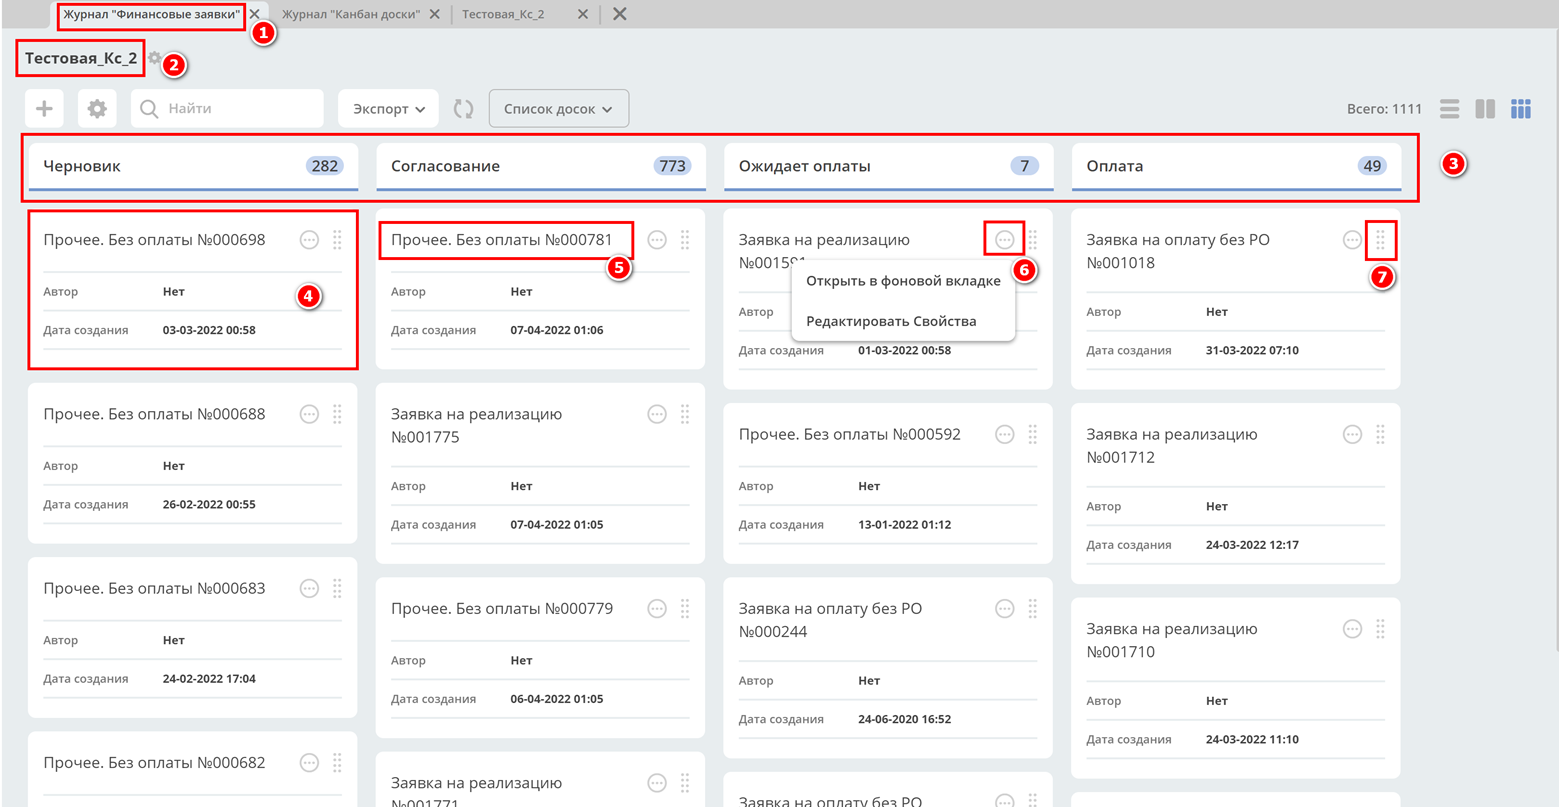 Журнал "Финансовые заявки"
Журнал "Канбан доски"
Тестовая_Кс_2
1
Тестовая_Кс_2
2
Найти
Экспорт
Список досок
Всего: 1111
Черновик 282
Согласование 773
Ожидает оплаты 7
Оплата 49
3
Прочее. Без оплаты №000698
Автор Нет
4
Дата создания 03-03-2022 00:58
Прочее. Без оплаты №000688
Автор Нет
Дата создания 26-02-2022 00:55
Прочее. Без оплаты №000683
Автор Нет
Дата создания 24-02-2022 17:04
Прочее. Без оплаты №000682
Прочее. Без оплаты №000781
5
Автор Нет
Дата создания 07-04-2022 01:06
Заявка на реализацию
№001775
Автор Нет
Дата создания 07-04-2022 01:05
Прочее. Без оплаты №000779
Автор Нет
Дата создания 06-04-2022 01:05
Заявка на реализацию
№001771
Заявка на реализацию
№001591
6
Открыть в фоновой вкладке
Редактировать Свойства
Автор
Дата создания 01-03-2022 00:58
Прочее. Без оплаты №000592
Автор Нет
Дата создания 13-01-2022 01:12
Заявка на оплату без РО
№000244
Автор Нет
Дата создания 24-06-2020 16:52
Заявка на оплату без РО
Заявка на оплату без РО
№001018
7
Автор Нет
Дата создания 31-03-2022 07:10
Заявка на реализацию
№001712
Автор Нет
Дата создания 24-03-2022 12:17
Заявка на реализацию
№001710
Автор Нет
Дата создания 24-03-2022 11:10